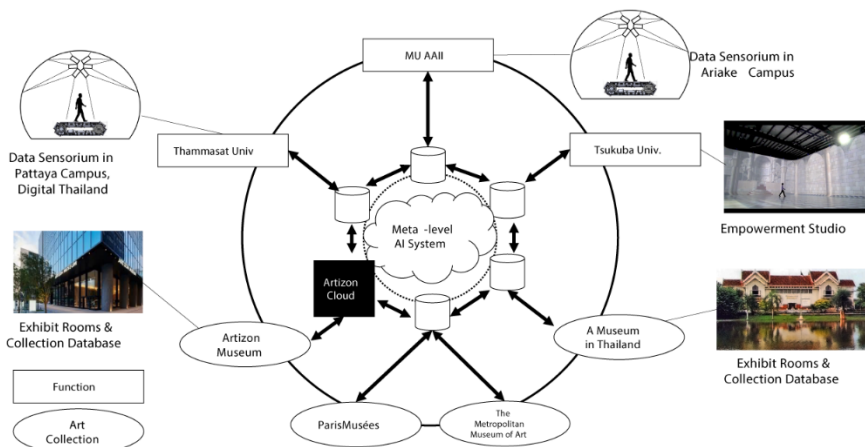 MU AAII
Data Sensorium in
Ariake Campus
Thammasat Univ
Tsukuba Univ.
Data Sensorium in
Pattaya Campus,
Digital Thailand
Meta -level
AI System
Empowerment Studio
Artizon
Cloud
Exhibit Rooms &
Collection Database
Artizon
Museum
A Museum
in Thailand
Exhibit Rooms &
Collection Database
Function
Art
Collection
ParisMusées
The
Metropolitan
Museum of Art